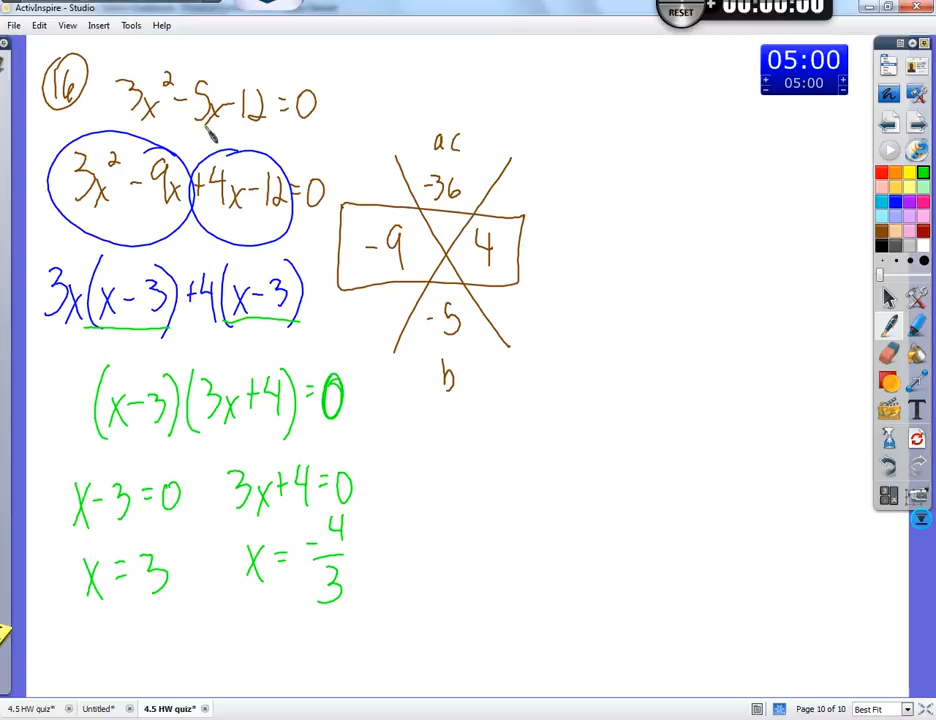 ActivInspire - Studio
File Edit View Insert Tools Help
RESET
00:00:00
05:00
05:00
16
3x² - 5x - 12 = 0
3x² - 9x + 4x - 12 = 0
3x(x - 3) + 4(x - 3)
(x - 3)(3x + 4) = 0
x - 3 = 0 3x + 4 = 0
x = 3 x = -4/3
ac
-36
-9 4
-5
b
T
4.5 HW quiz* Untitled* 4.5 HW quiz* Page 10 of 10 Best Fit